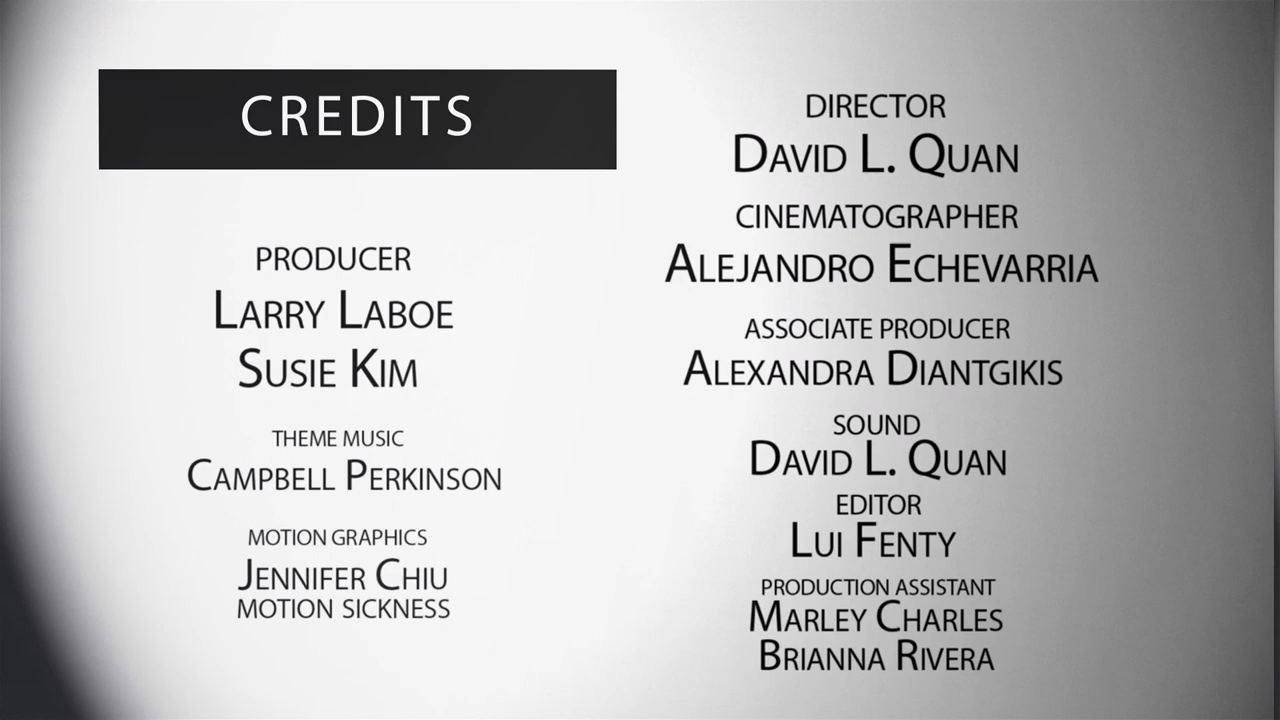 CREDITS
PRODUCER
LARRY LABOE
SUSIE KIM
THEME MUSIC
CAMPBELL PERKINSON
MOTION GRAPHICS
JENNIFER CHIU
MOTION SICKNESS
DIRECTOR
DAVID L. QUAN
CINEMATOGRAPHER
ALEJANDRO ECHEVARRIA
ASSOCIATE PRODUCER
ALEXANDRA DIANTGIKIS
SOUND
DAVID L. QUAN
EDITOR
LUI FENTY
PRODUCTION ASSISTANT
MARLEY CHARLES
BRIANNA RIVERA